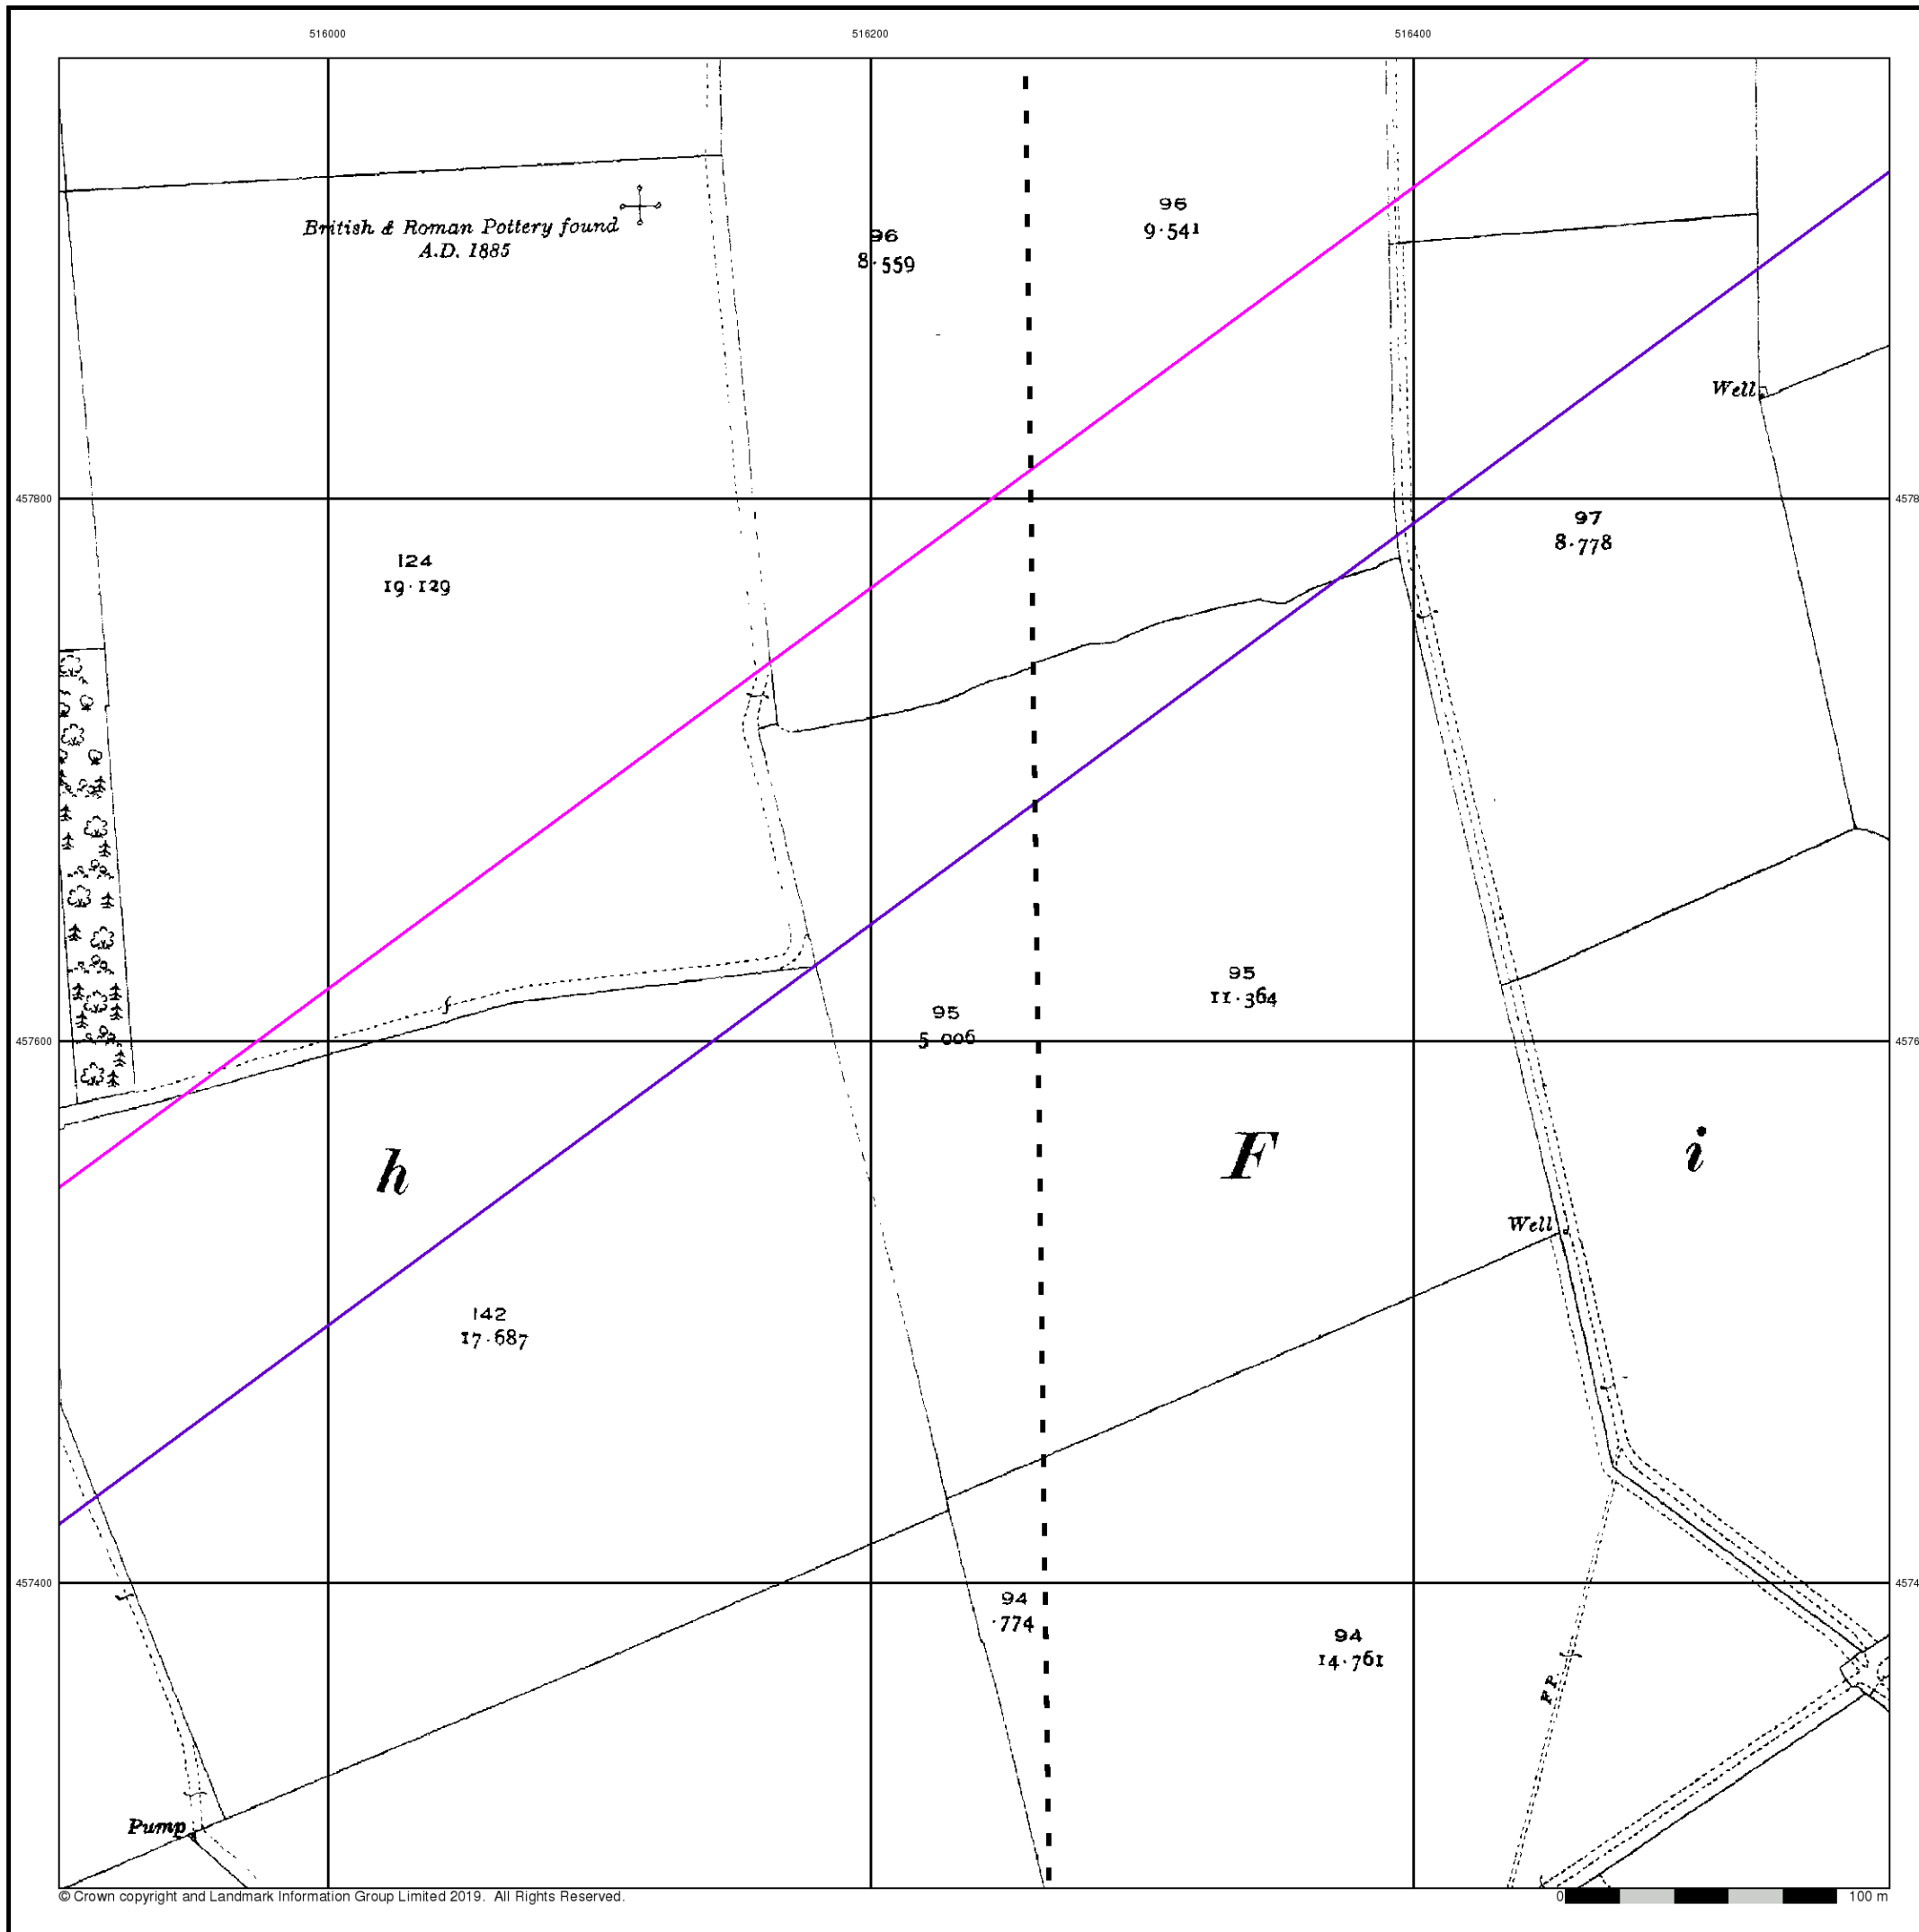 516000
516200
516400
British & Roman Pottery found
A.D. 1885
96
8·559
96
9·541
Well
457800
4578
97
8·778
124
19·129
95
11·364
95
5 006
457600
4576
h
F
i
Well
142
17·687
457400
4574
94
·774
94
14·761
F.P.
Pump
© Crown copyright and Landmark Information Group Limited 2019. All Rights Reserved.
0
100 m